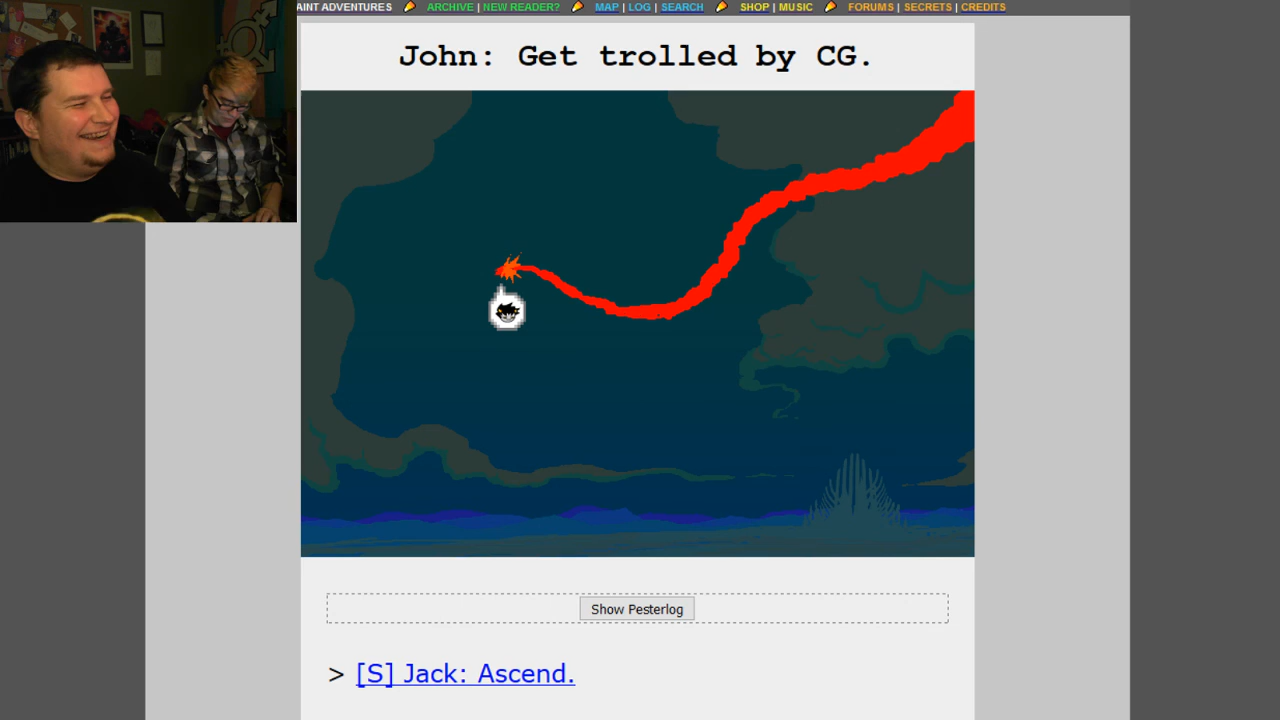 AINT ADVENTURES ARCHIVE | NEW READER? MAP | LOG | SEARCH SHOP | MUSIC FORUMS | SECRETS | CREDITS
John: Get trolled by CG.
Show Pesterlog
> [S] Jack: Ascend.